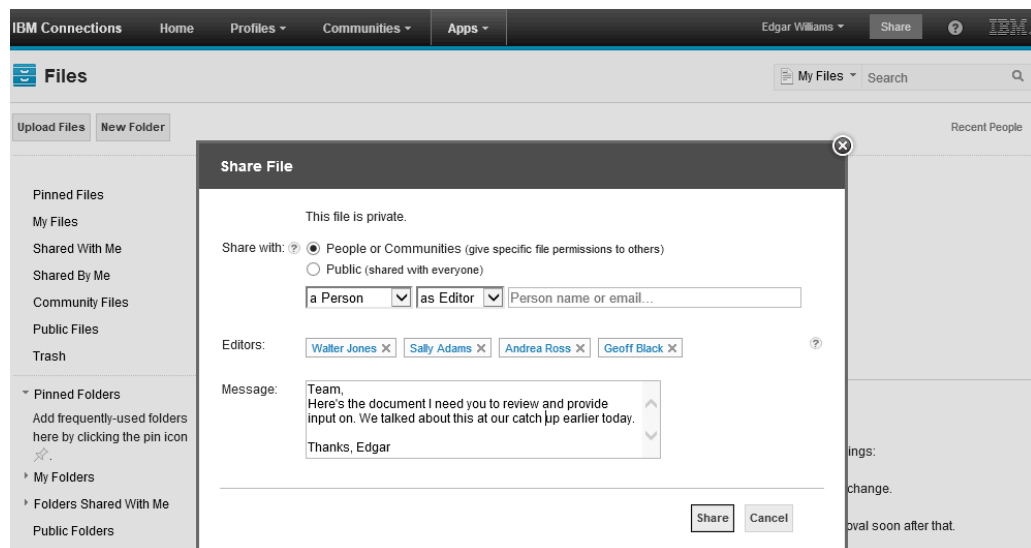 IBM Connections Home Profiles Communities Apps Edgar Williams Share ? IBM.
Files My Files Search
Upload Files New Folder Recent People
Share File
Pinned Files
My Files
Shared With Me
Shared By Me
Community Files
Public Files
Trash
Pinned Folders
Add frequently-used folders
here by clicking the pin icon
.
My Folders
Folders Shared With Me
Public Folders
This file is private.
Share with: ? People or Communities (give specific file permissions to others)
Public (shared with everyone)
a Person as Editor Person name or email...
Editors: Walter Jones X Sally Adams X Andrea Ross X Geoff Black X ?
Message: Team,
Here's the document I need you to review and provide
input on. We talked about this at our catch up earlier today.
Thanks, Edgar
Share Cancel
ings:
change.
oval soon after that.